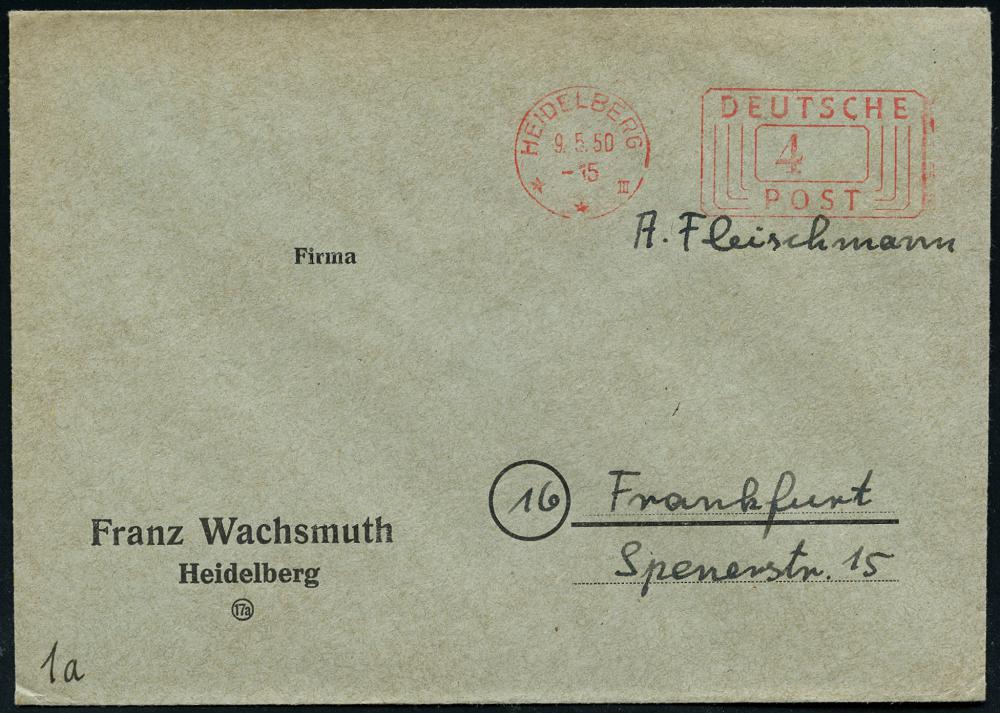 HEIDELBERG
9.5.50
-15
III
DEUTSCHE
4
POST
A. Fleischmann
Firma
16 Frankfurt
Spenerstr. 15
Franz Wachsmuth
Heidelberg
17a
1a